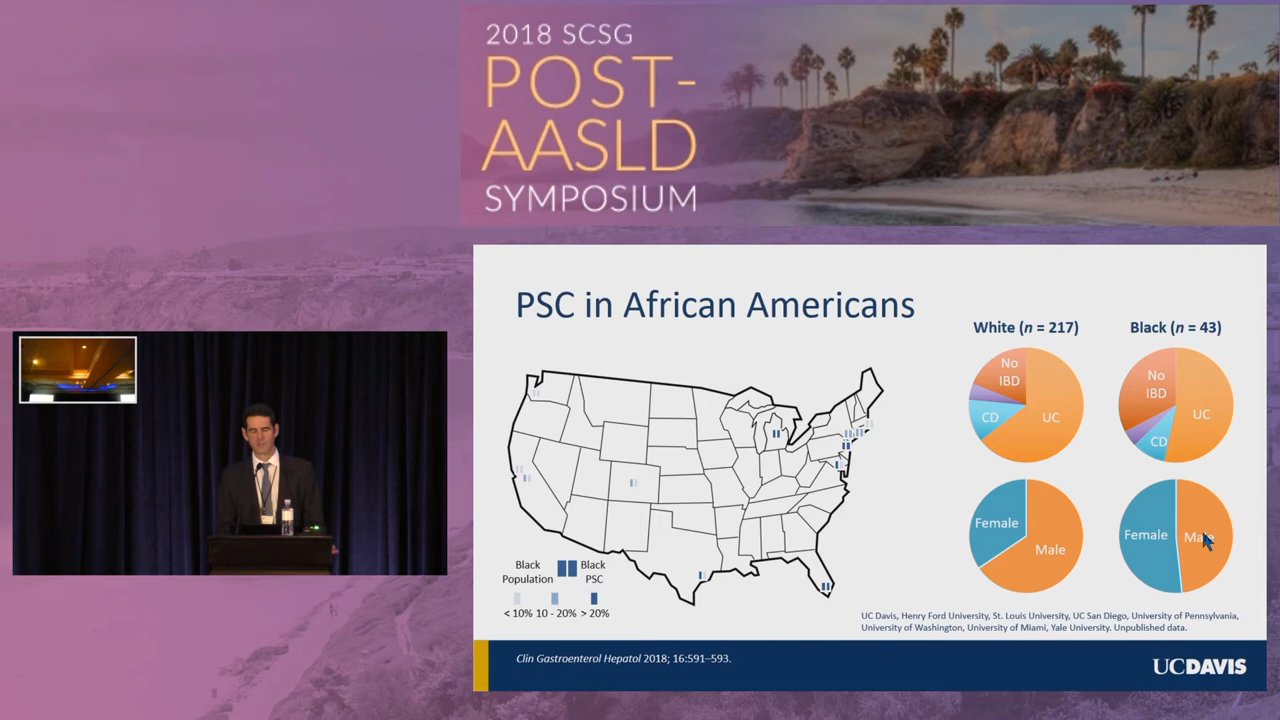 2018 SCSG
POST-
AASLD
SYMPOSIUM
PSC in African Americans
White (n = 217)
Black (n = 43)
No
IBD
CD
UC
No
IBD
CD
UC
Female
Male
Female
Male
Black
Population
Black
PSC
< 10% 10 - 20% > 20%
UC Davis, Henry Ford University, St. Louis University, UC San Diego, University of Pennsylvania,
University of Washington, University of Miami, Yale University. Unpublished data.
Clin Gastroenterol Hepatol 2018; 16:591–593.
UCDAVIS